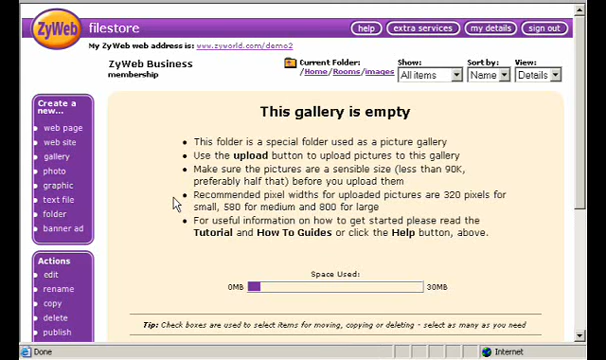 ZyWeb filestore help extra services my details sign out
My ZyWeb web address is: www.zyworld.com/demo2
ZyWeb Business
membership
Current Folder:
/Home/Rooms/images
Show:
All items
Sort by:
Name
View:
Details
Create a
new...
web page
web site
gallery
photo
graphic
text file
folder
banner ad
Actions
edit
rename
copy
delete
publish
This gallery is empty
• This folder is a special folder used as a picture gallery
• Use the upload button to upload pictures to this gallery
• Make sure the pictures are a sensible size (less than 90K,
preferably half that) before you upload them
• Recommended pixel widths for uploaded pictures are 320 pixels for
small, 580 for medium and 800 for large
• For useful information on how to get started please read the
Tutorial and How To Guides or click the Help button, above.
Space Used:
0MB 30MB
Tip: Check boxes are used to select items for moving, copying or deleting - select as many as you need
Done Internet